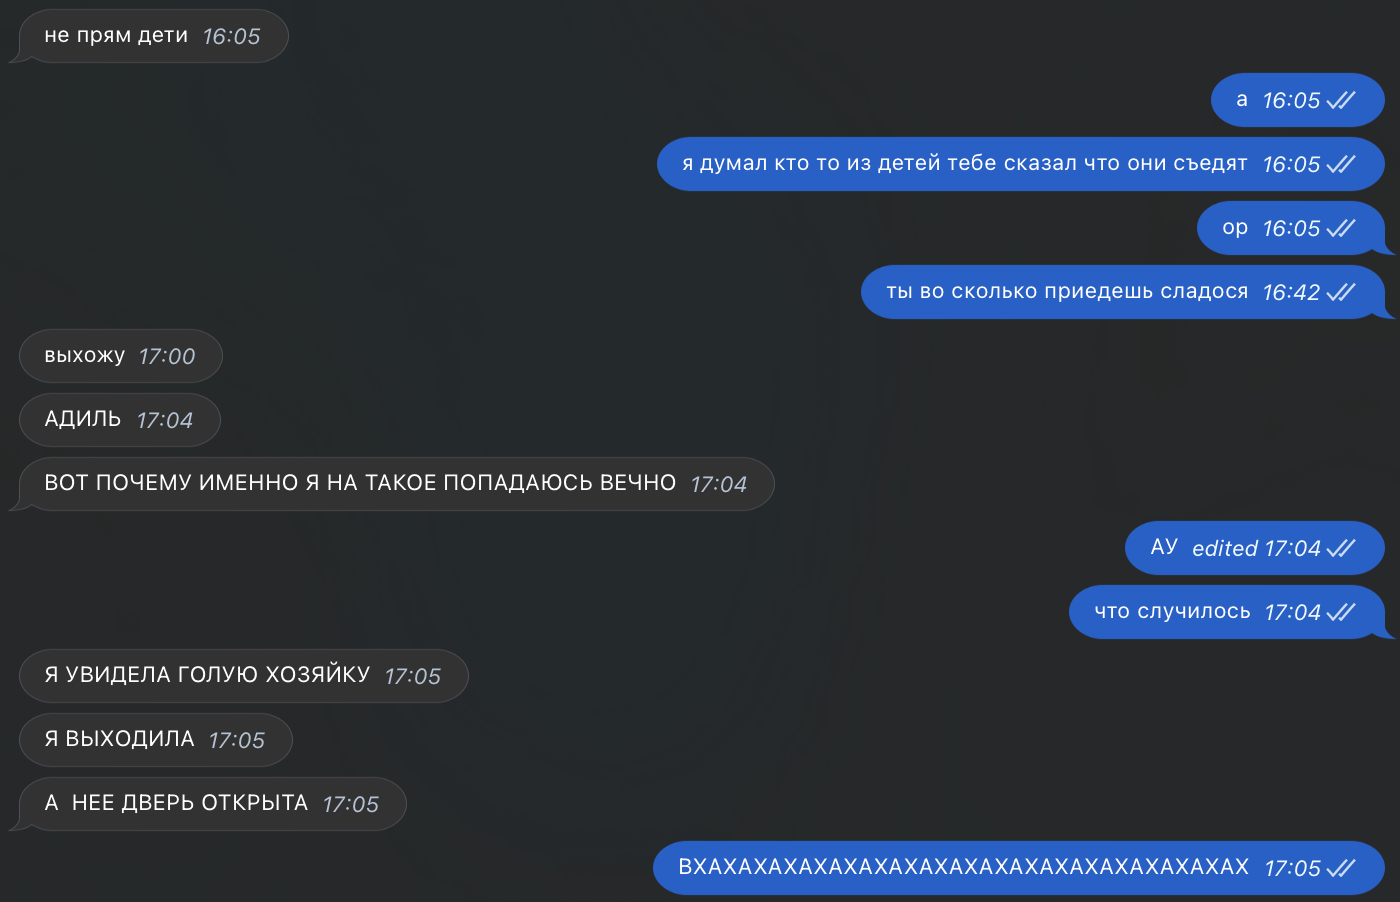 не прям дети 16:05
а 16:05
я думал кто то из детей тебе сказал что они съедят 16:05
ор 16:05
ты во сколько приедешь сладося 16:42
выхожу 17:00
АДИЛЬ 17:04
ВОТ ПОЧЕМУ ИМЕННО Я НА ТАКОЕ ПОПАДАЮСЬ ВЕЧНО 17:04
АУ edited 17:04
что случилось 17:04
Я УВИДЕЛА ГОЛУЮ ХОЗЯЙКУ 17:05
Я ВЫХОДИЛА 17:05
А  НЕЕ ДВЕРЬ ОТКРЫТА 17:05
ВХАХАХАХАХАХАХАХАХАХАХАХАХАХАХАХАХАХАХ 17:05